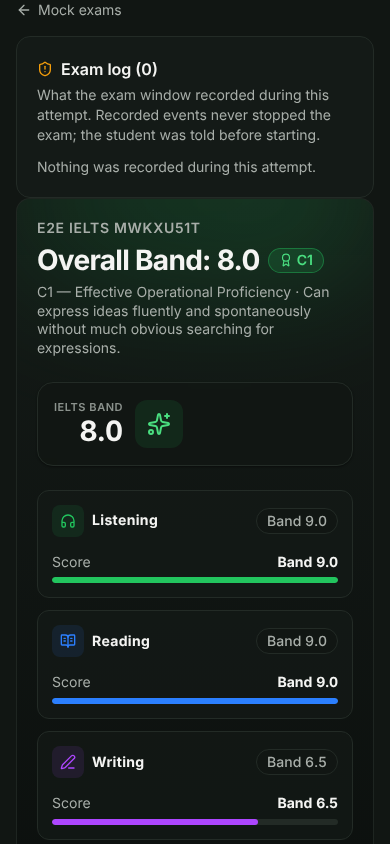 Mock exams
Exam log (0)
What the exam window recorded during this
attempt. Recorded events never stopped the
exam; the student was told before starting.
Nothing was recorded during this attempt.
E2E IELTS MWKXU51T
Overall Band: 8.0
C1
C1 — Effective Operational Proficiency · Can
express ideas fluently and spontaneously
without much obvious searching for
expressions.
IELTS BAND
8.0
Listening
Band 9.0
Score
Band 9.0
Reading
Band 9.0
Score
Band 9.0
Writing
Band 6.5
Score
Band 6.5